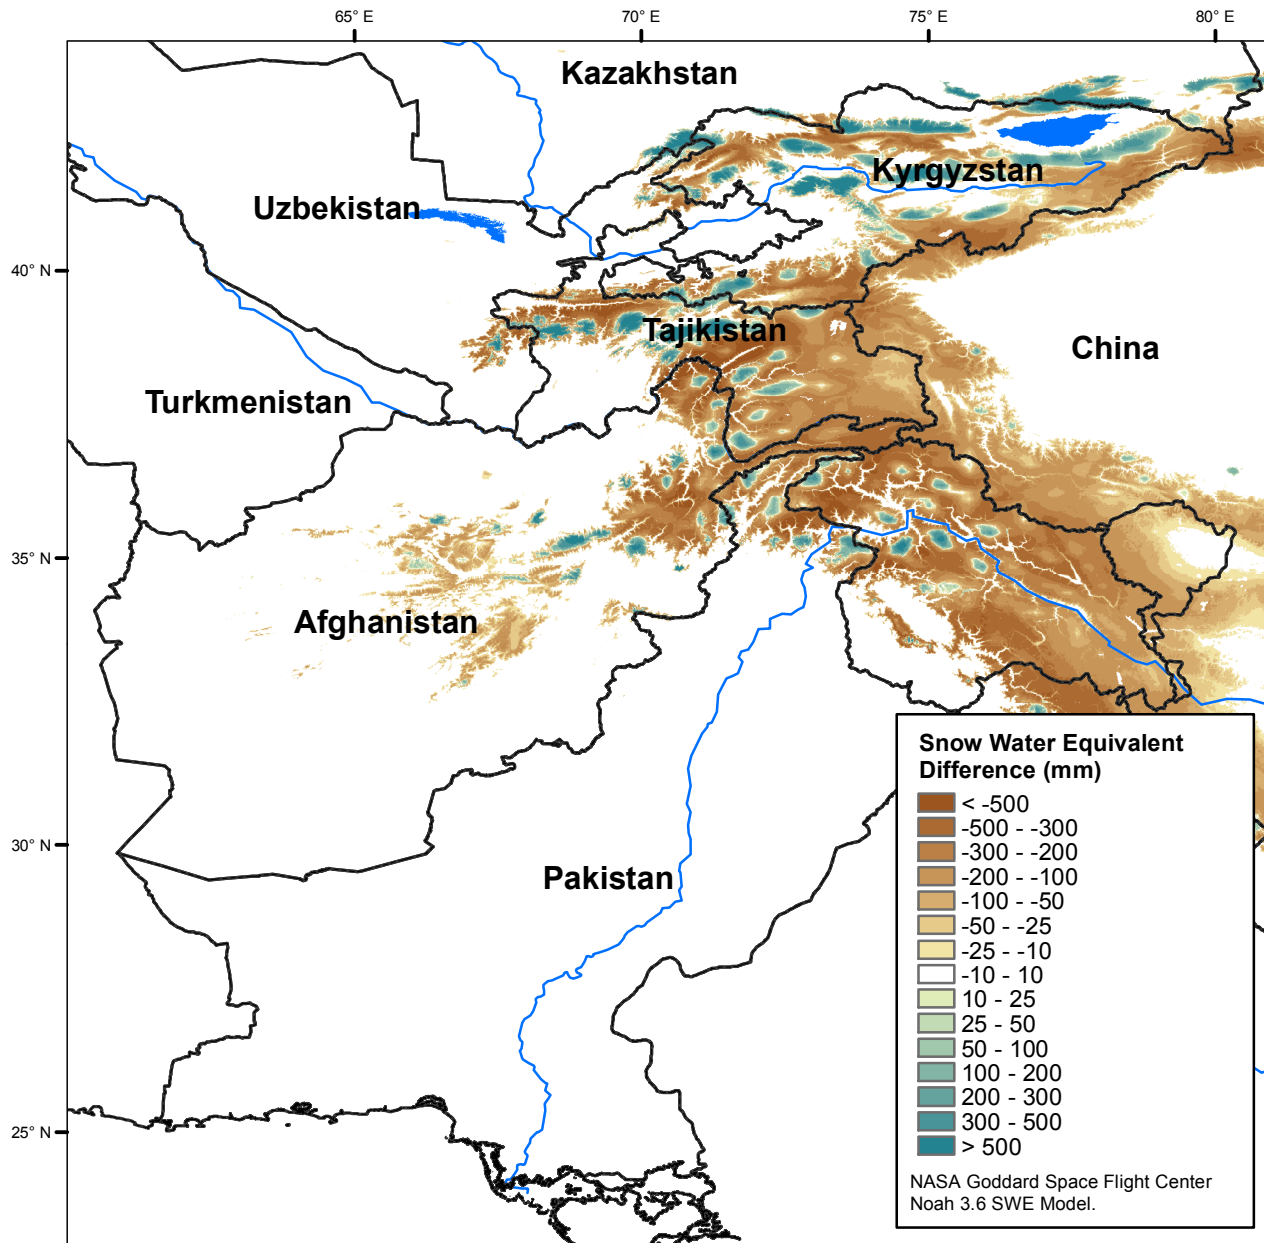 65° E
70° E
75° E
80° E
Kazakhstan
Kyrgyzstan
Uzbekistan
40° N
Tajikistan
China
Turkmenistan
35° N
Afghanistan
30° N
Pakistan
25° N
Snow Water Equivalent
Difference (mm)
< -500
-500 - -300
-300 - -200
-200 - -100
-100 - -50
-50 - -25
-25 - -10
-10 - 10
10 - 25
25 - 50
50 - 100
100 - 200
200 - 300
300 - 500
> 500
NASA Goddard Space Flight Center
Noah 3.6 SWE Model.